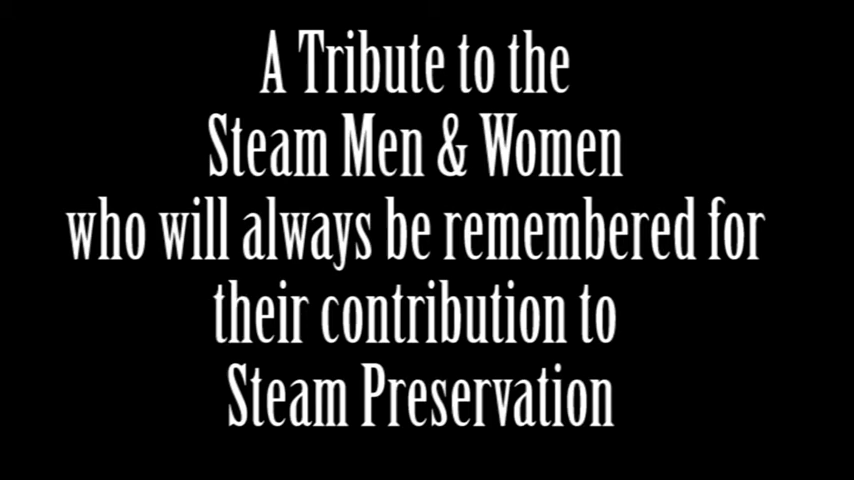 A Tribute to the
Steam Men & Women
who will always be remembered for
their contribution to
Steam Preservation